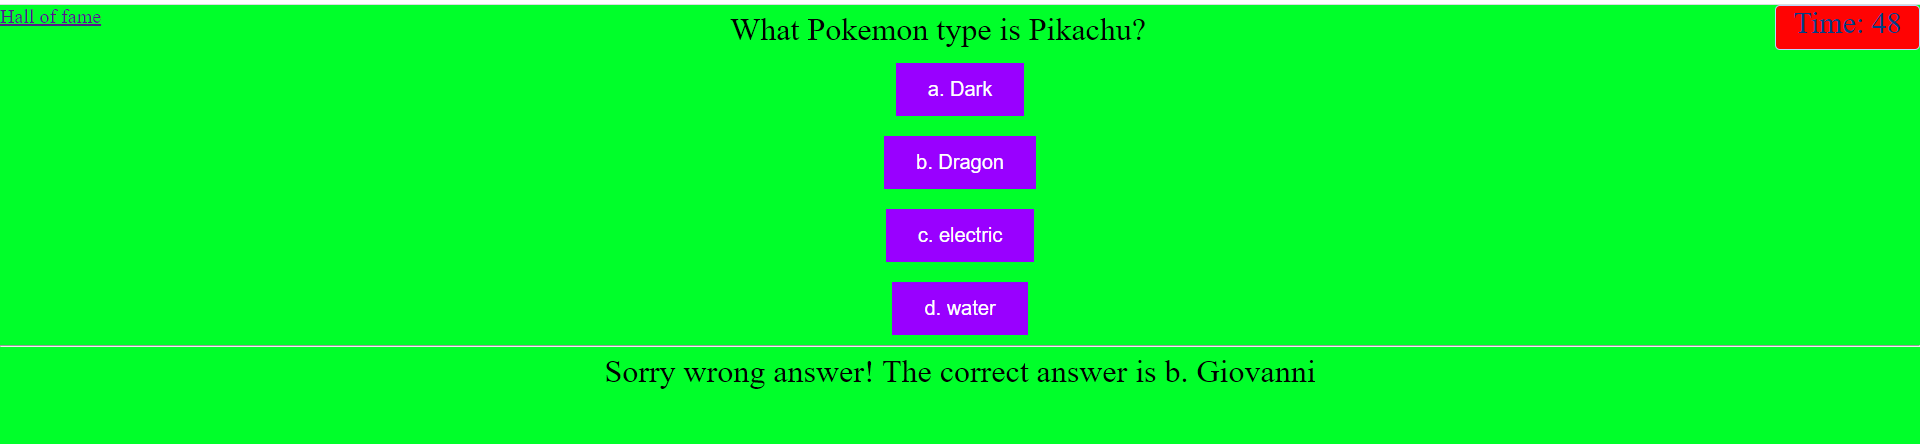 Hall of fame
What Pokemon type is Pikachu?
Time: 48
a. Dark
b. Dragon
c. electric
d. water
Sorry wrong answer! The correct answer is b. Giovanni